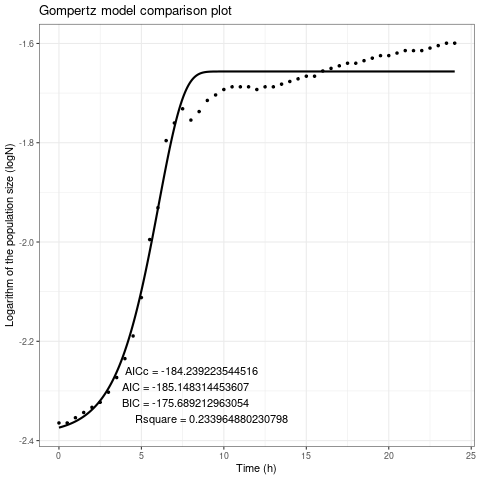 Gompertz model comparison plot
-1.6
-1.8
-2.0
-2.2
-2.4
Logarithm of the population size (logN)
AICc = -184.239223544516
AIC = -185.148314453607
BIC = -175.689212963054
Rsquare = 0.233964880230798
0 5 10 15 20 25
Time (h)